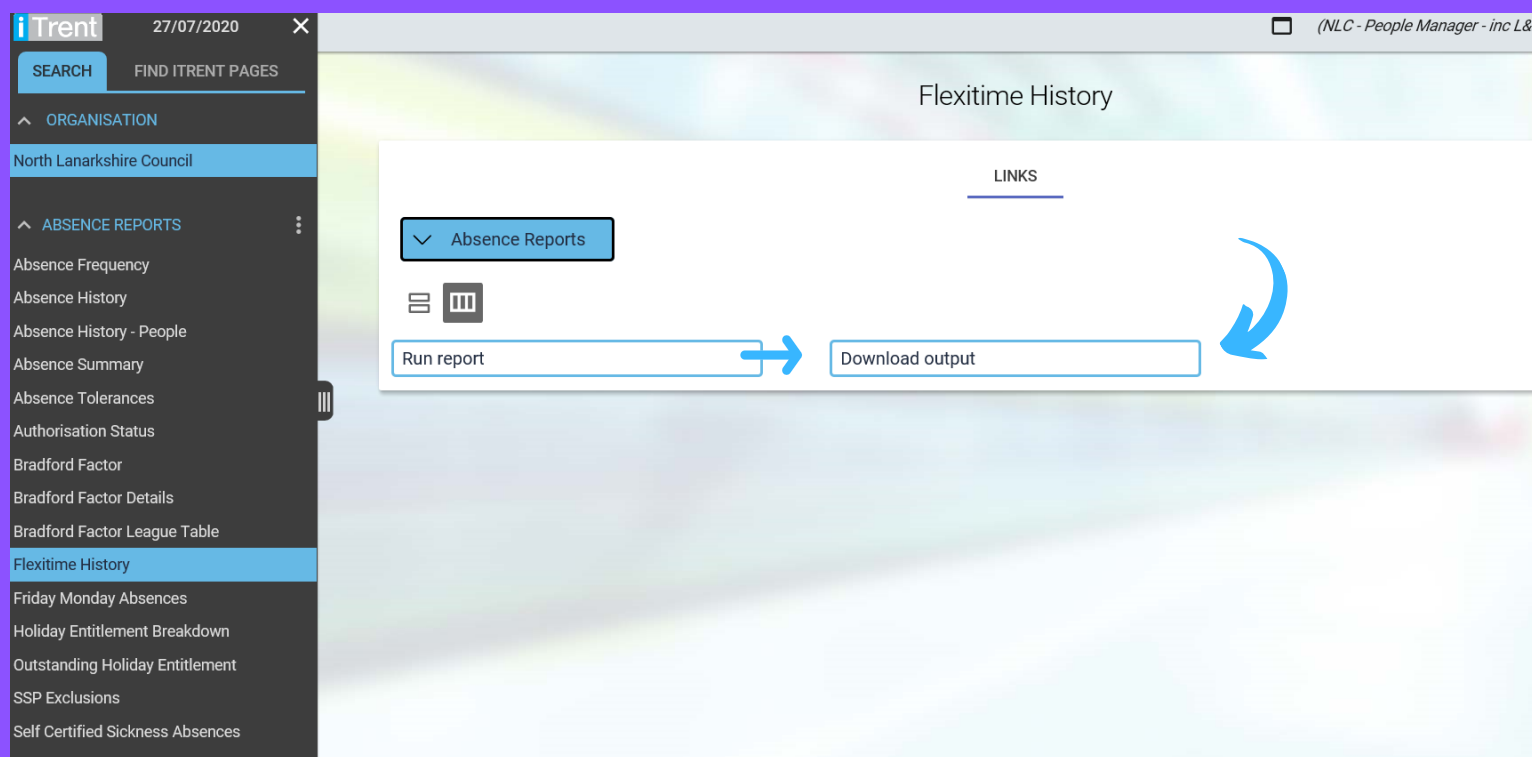 iTrent
27/07/2020
(NLC - People Manager - inc L&
SEARCH
FIND ITRENT PAGES
ORGANISATION
North Lanarkshire Council
ABSENCE REPORTS
Absence Frequency
Absence History
Absence History - People
Absence Summary
Absence Tolerances
Authorisation Status
Bradford Factor
Bradford Factor Details
Bradford Factor League Table
Flexitime History
Friday Monday Absences
Holiday Entitlement Breakdown
Outstanding Holiday Entitlement
SSP Exclusions
Self Certified Sickness Absences
Flexitime History
LINKS
Absence Reports
Run report
Download output